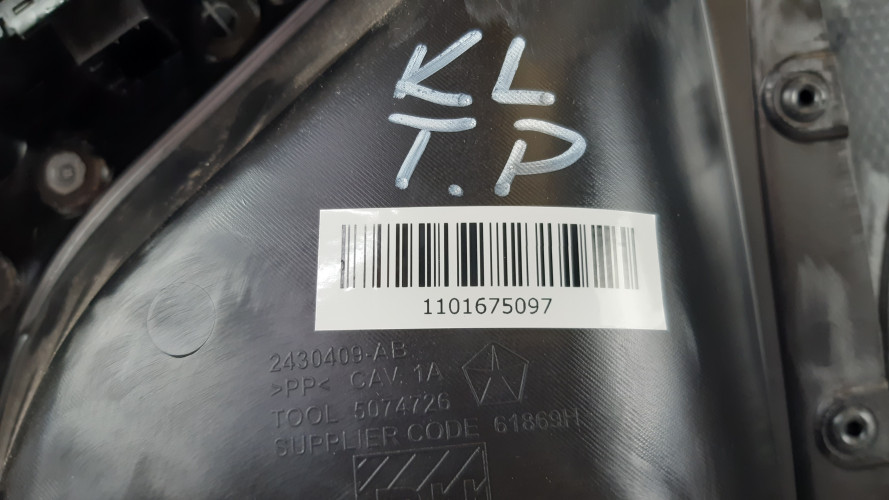 KL
T.P
1101675097
2430409-AB
>PP< CAV. 1A
TOOL 5074726
SUPPLIER CODE 61869H